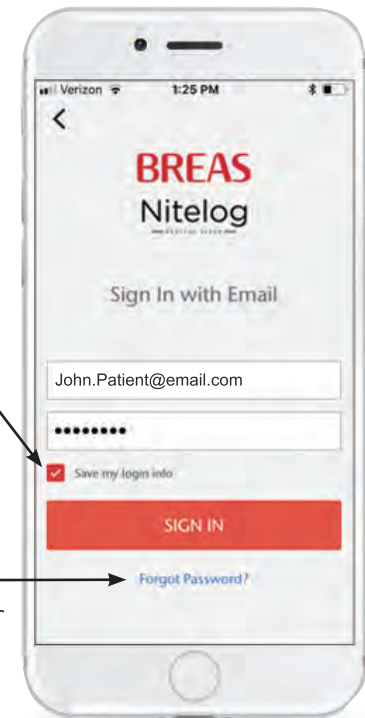 Verizon 1:25 PM
BREAS
Nitelog
Sign In with Email
John.Patient@email.com
••••••••
Save my login info
SIGN IN
Forgot Password?